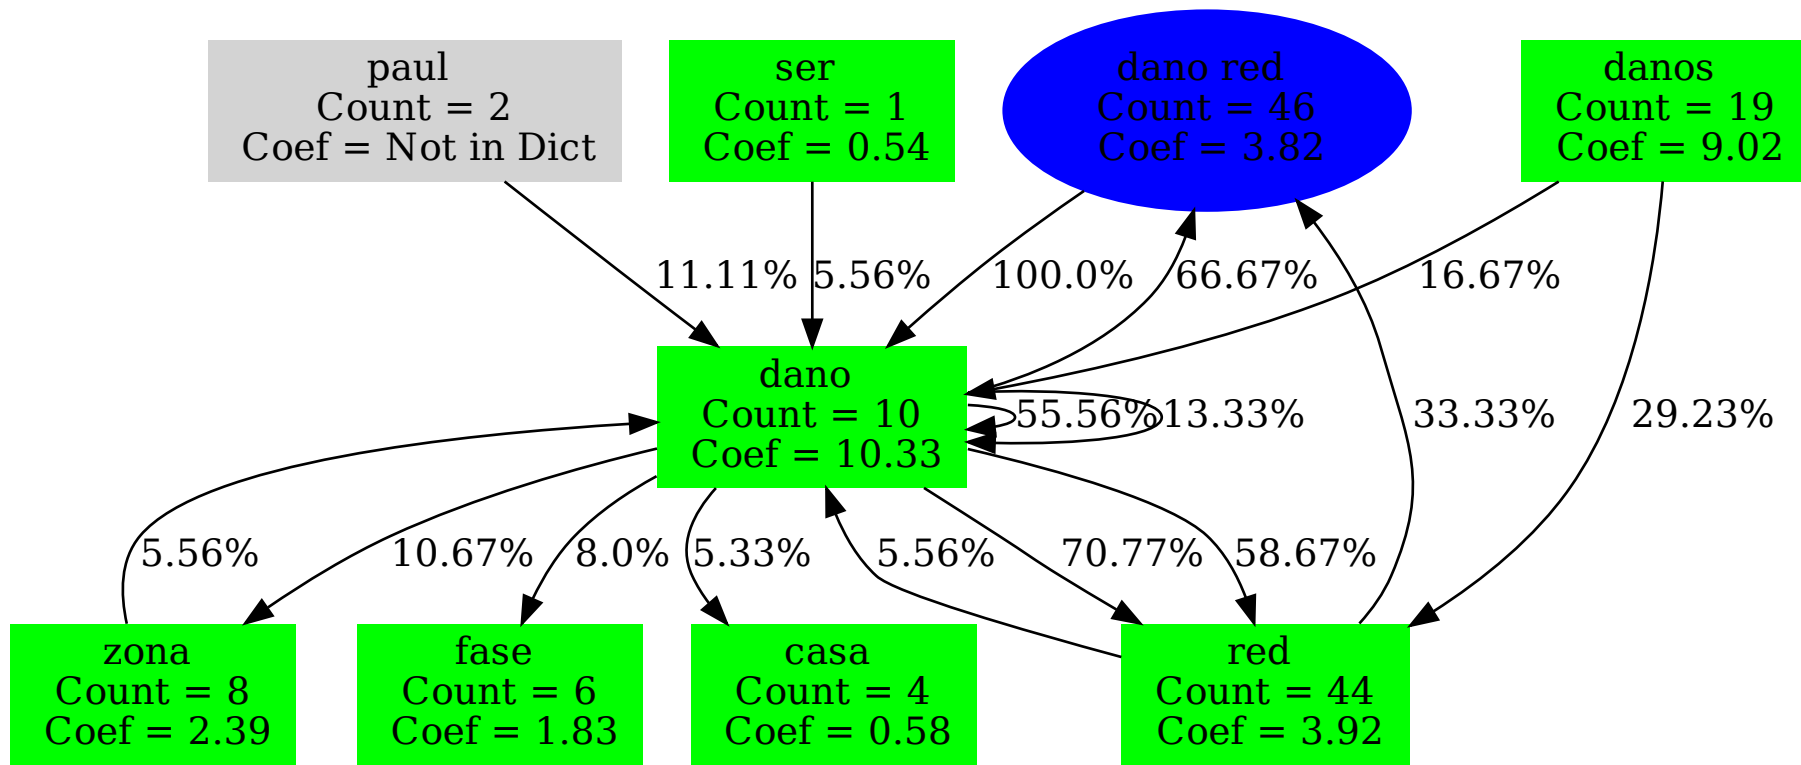 paul
Count = 2
Coef = Not in Dict
ser
Count = 1
Coef = 0.54
dano red
Count = 46
Coef = 3.82
danos
Count = 19
Coef = 9.02
11.11%
5.56%
100.0%
66.67%
16.67%
dano
Count = 10
Coef = 10.33
55.56%
13.33%
33.33%
29.23%
5.56%
10.67%
8.0%
5.33%
5.56%
70.77%
58.67%
zona
Count = 8
Coef = 2.39
fase
Count = 6
Coef = 1.83
casa
Count = 4
Coef = 0.58
red
Count = 44
Coef = 3.92